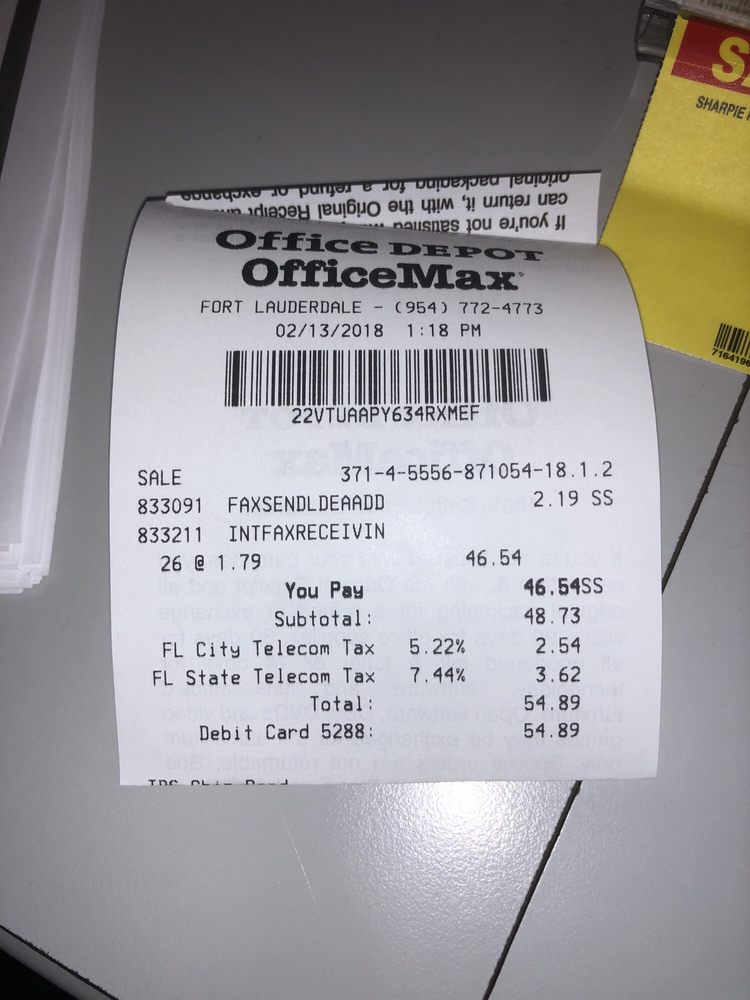 716419
S
SHARPIE
716419
If you're not satisfied
can return it, with the Original Receipt
original packaging for a refund or exchange
Office DEPOT
OfficeMax
FORT LAUDERDALE - (954) 772-4773
02/13/2018 1:18 PM
22VTUAAPY634RXMEF
SALE 371-4-5556-871054-18.1.2
833091 FAXSENDLDEAADD 2.19 SS
833211 INTFAXRECEIVIN
26 @ 1.79 46.54
You Pay 46.54SS
Subtotal: 48.73
FL City Telecom Tax 5.22% 2.54
FL State Telecom Tax 7.44% 3.62
Total: 54.89
Debit Card 5288: 54.89